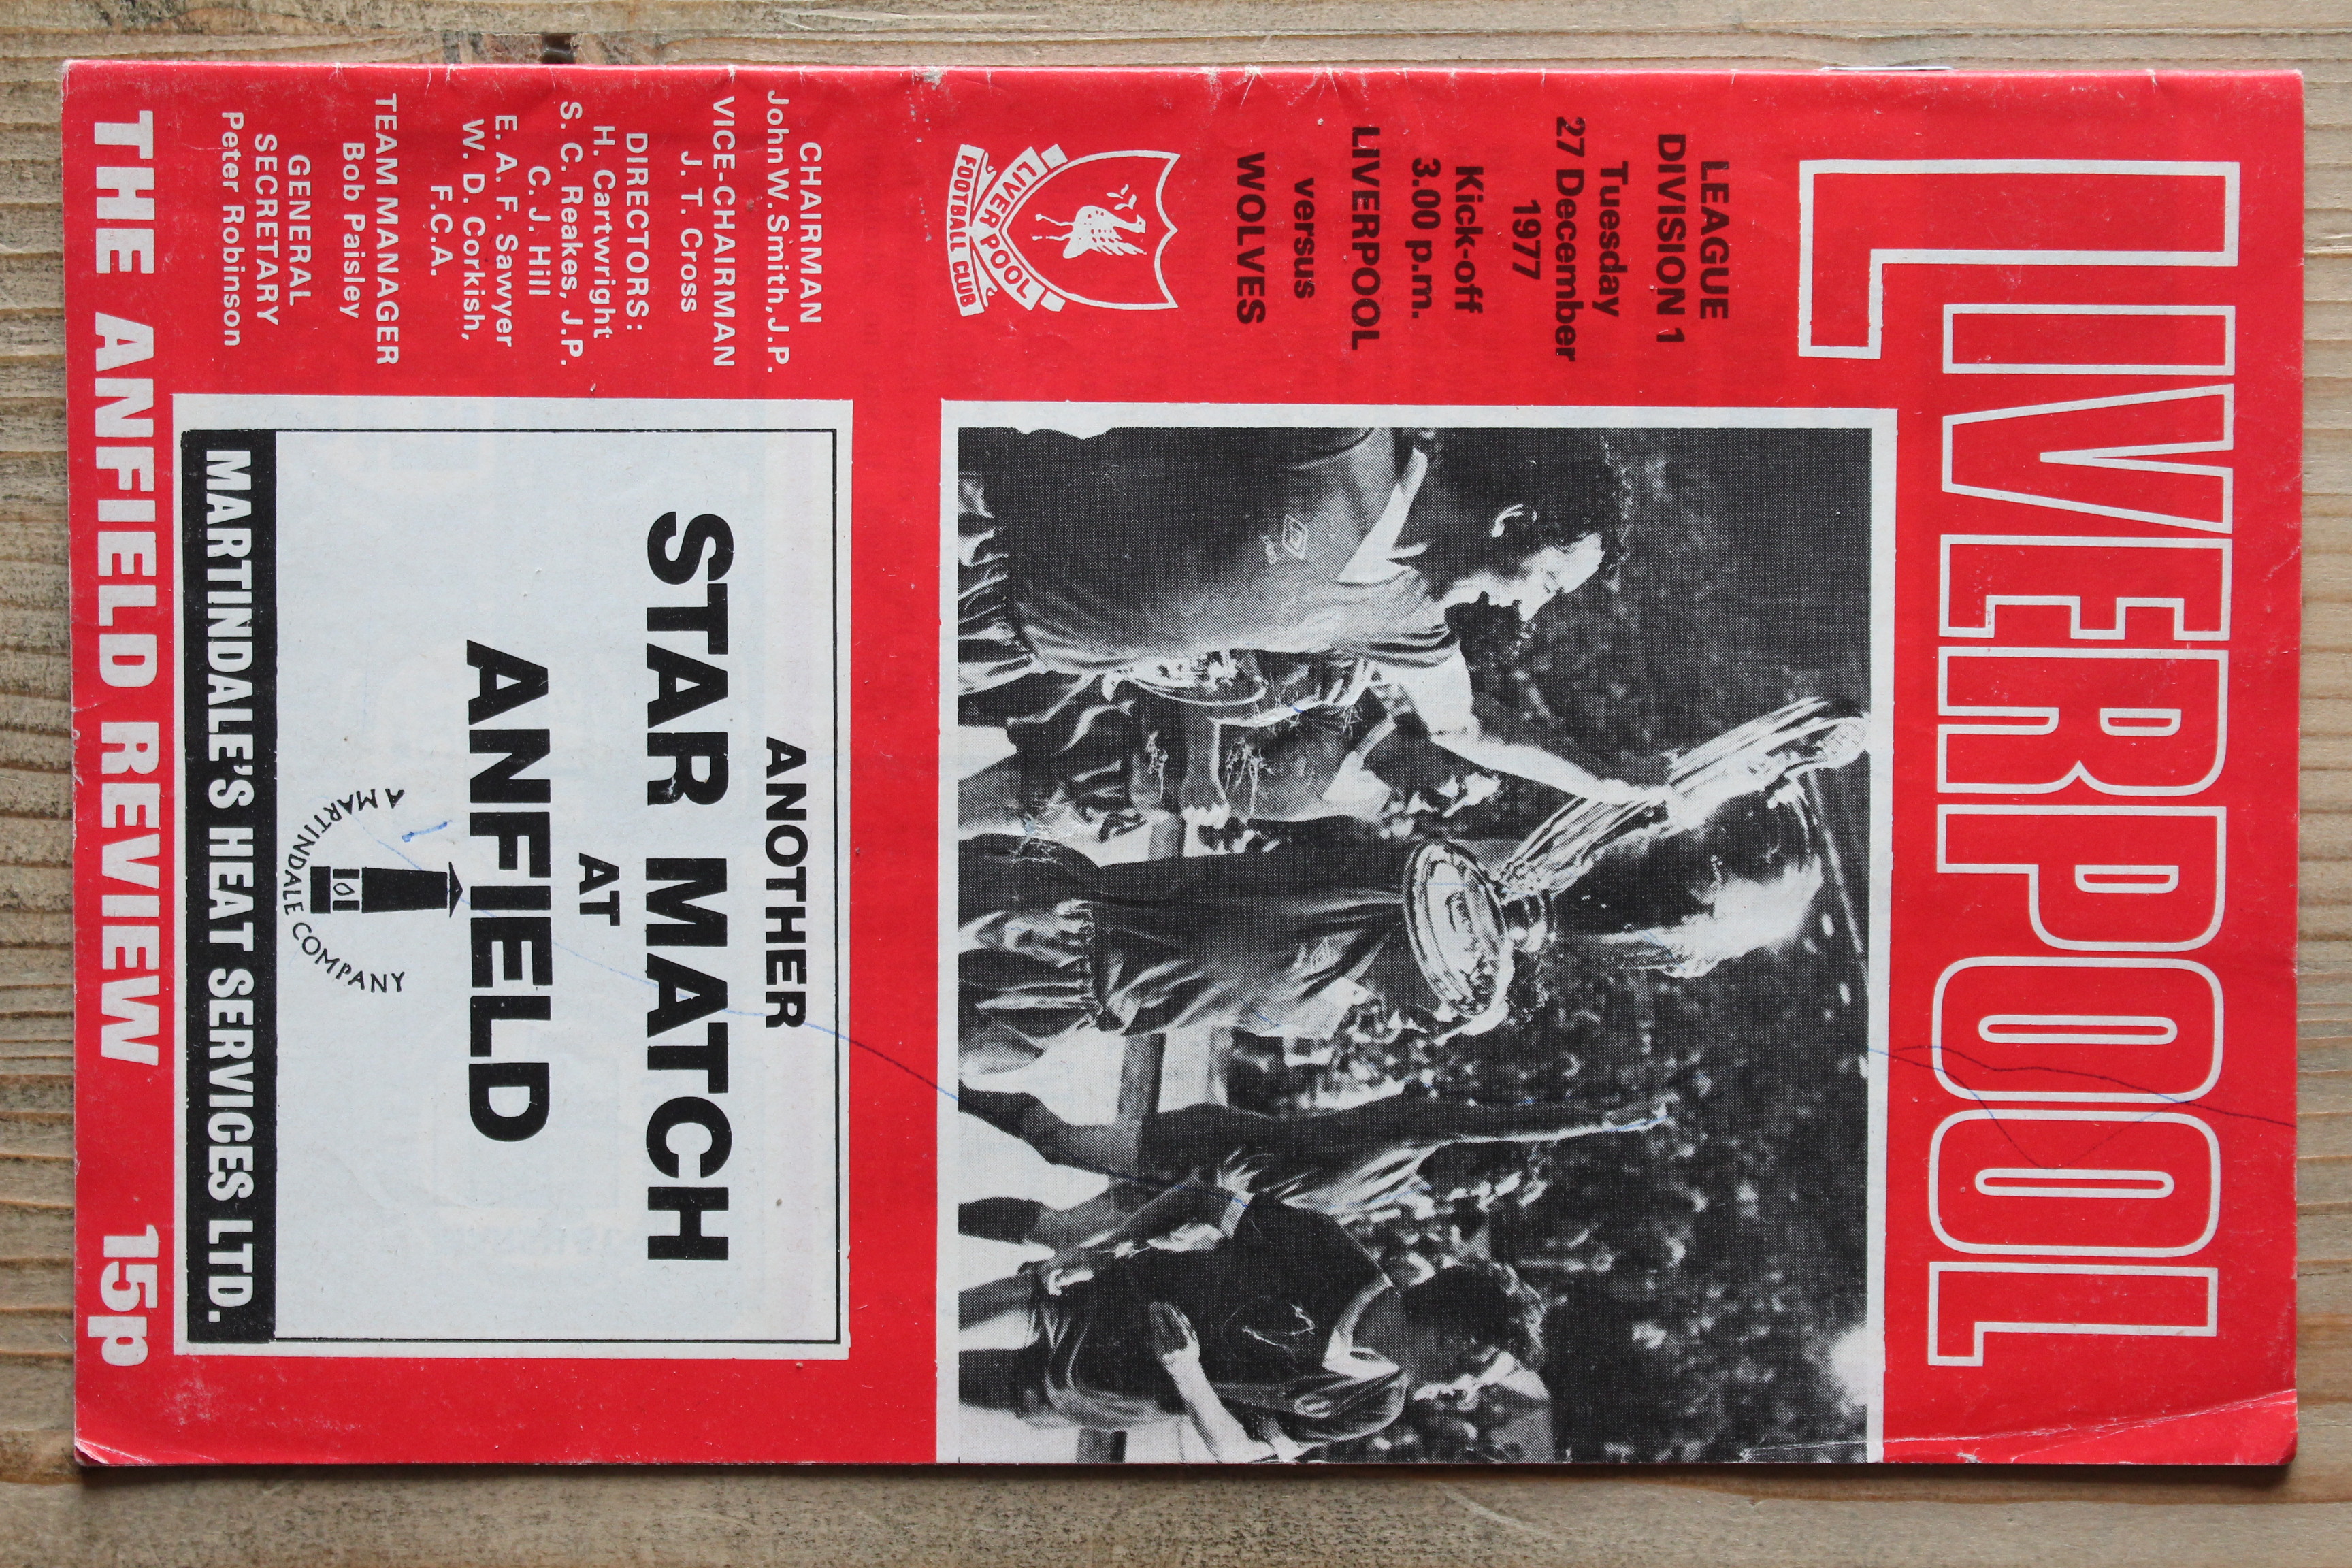 LIVERPOOL
LEAGUE
DIVISION 1
Tuesday
27 December
1977
Kick-off
3.00 p.m.
LIVERPOOL
versus
WOLVES
LIVERPOOL
FOOTBALL CLUB
CHAIRMAN
John W. Smith, J.P.
VICE-CHAIRMAN
J. T. Cross
DIRECTORS:
H. Cartwright
S. C. Reakes, J.P.
C. J. Hill
E. A. F. Sawyer
W. D. Corkish,
F.C.A.
TEAM MANAGER
Bob Paisley
GENERAL
SECRETARY
Peter Robinson
ANOTHER
STAR MATCH
AT
ANFIELD
A MARTINDALE COMPANY
MARTINDALE'S HEAT SERVICES LTD.
THE ANFIELD REVIEW 15p